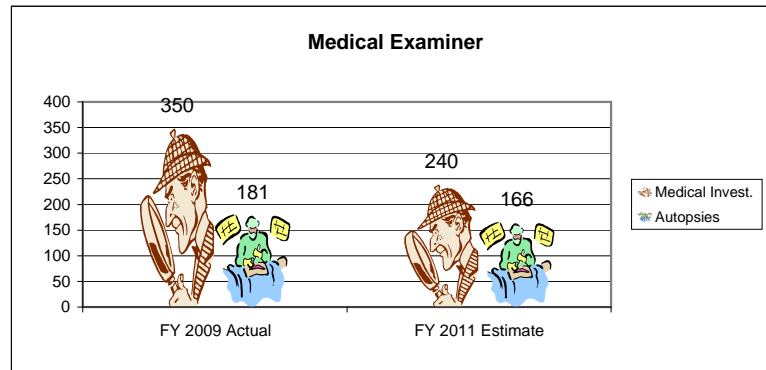 Medical Examiner
350
400
350
300
250
200
150
100
50
0
181
240
166
Medical Invest.
Autopsies
FY 2009 Actual
FY 2011 Estimate